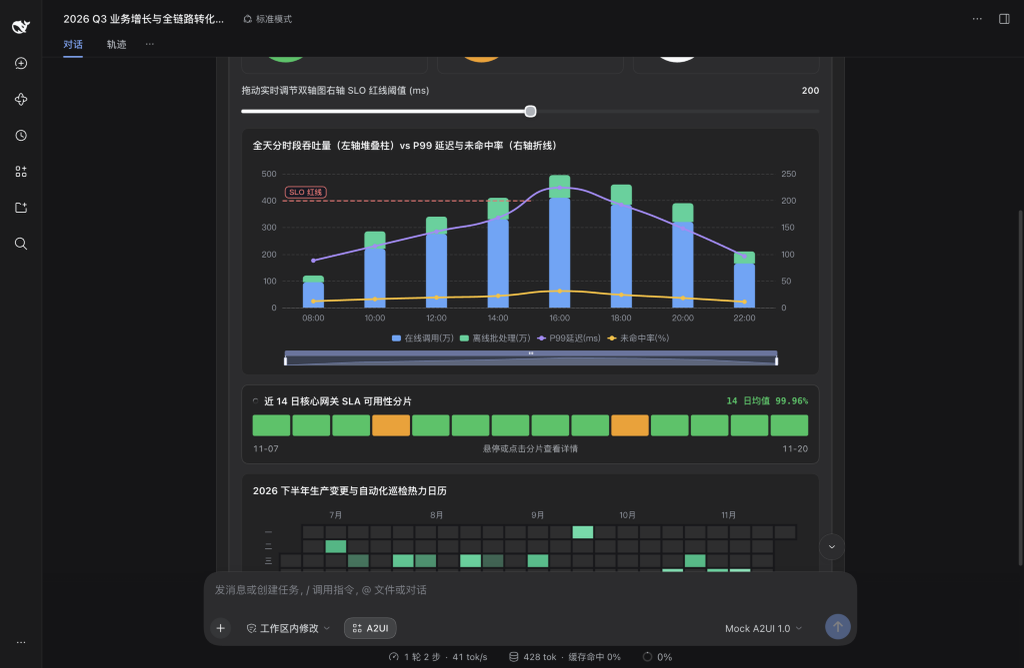 2026 Q3 业务增长与全链路转化...
标准模式
对话 轨迹 ...
拖动实时调节双轴图右轴 SLO 红线阈值 (ms) 200
全天分时段吞吐量（左轴堆叠柱）vs P99 延迟与未命中率（右轴折线）
500 250
SLO 红线
400 200
300 150
200 100
100 50
0 0
08:00 10:00 12:00 14:00 16:00 18:00 20:00 22:00
在线调用(万) 离线批处理(万) P99延迟(ms) 未命中率(%)
近 14 日核心网关 SLA 可用性分片 14 日均值 99.96%
11-07 悬停或点击分片查看详情 11-20
2026 下半年生产变更与自动化巡检热力日历
7月 8月 9月 10月 11月
一
二
三
发消息或创建任务, / 调用指令, @ 文件或对话
工作区内修改 A2UI Mock A2UI 1.0
1 轮 2 步 · 41 tok/s 428 tok · 缓存命中 0% 0%